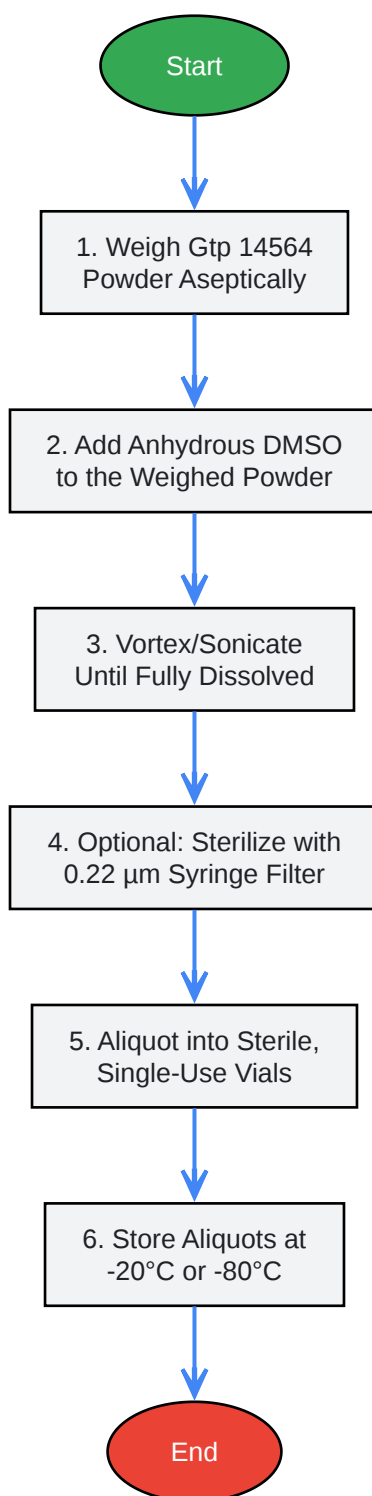 Start
1. Weigh Gtp 14564
Powder Aseptically
2. Add Anhydrous DMSO
to the Weighed Powder
3. Vortex/Sonicate
Until Fully Dissolved
4. Optional: Sterilize with
0.22 µm Syringe Filter
5. Aliquot into Sterile,
Single-Use Vials
6. Store Aliquots at
-20°C or -80°C
End